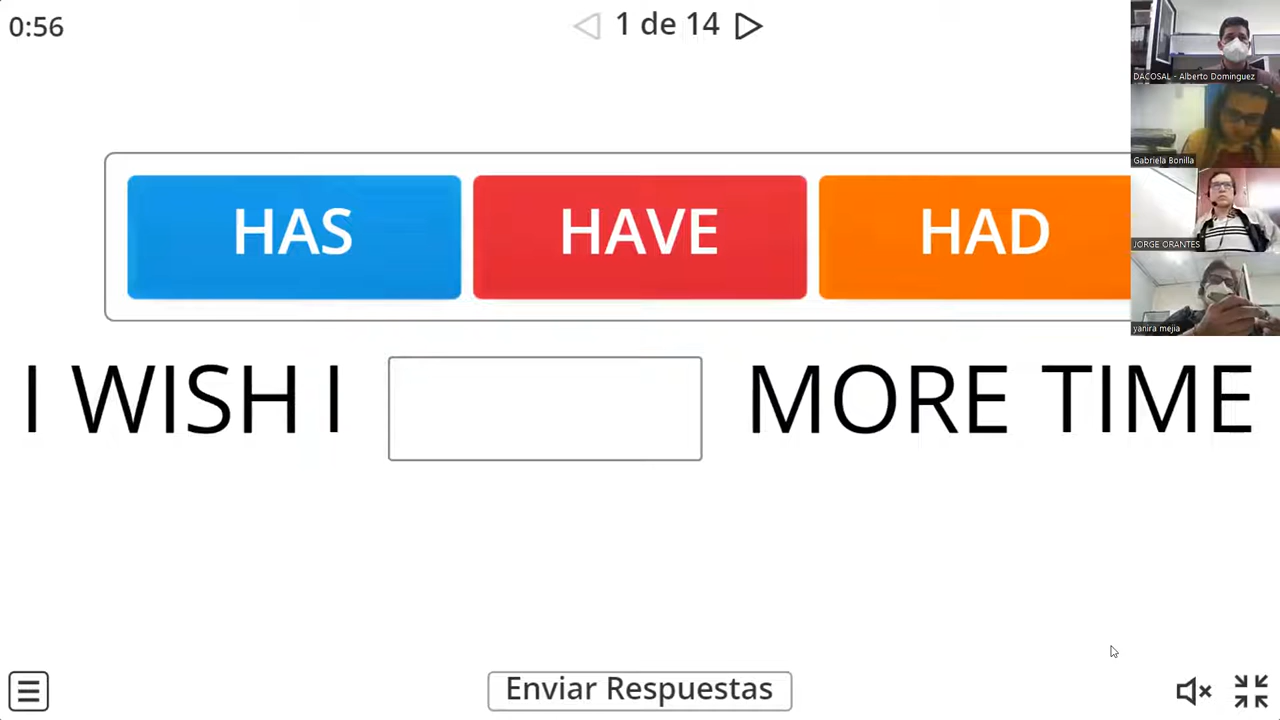 0:56
1 de 14
DACOSAL - Alberto Dominguez
Gabriela Bonilla
HAS
HAVE
HAD
JORGE ORANTES
yanira mejia
I WISH I
MORE TIME
Enviar Respuestas